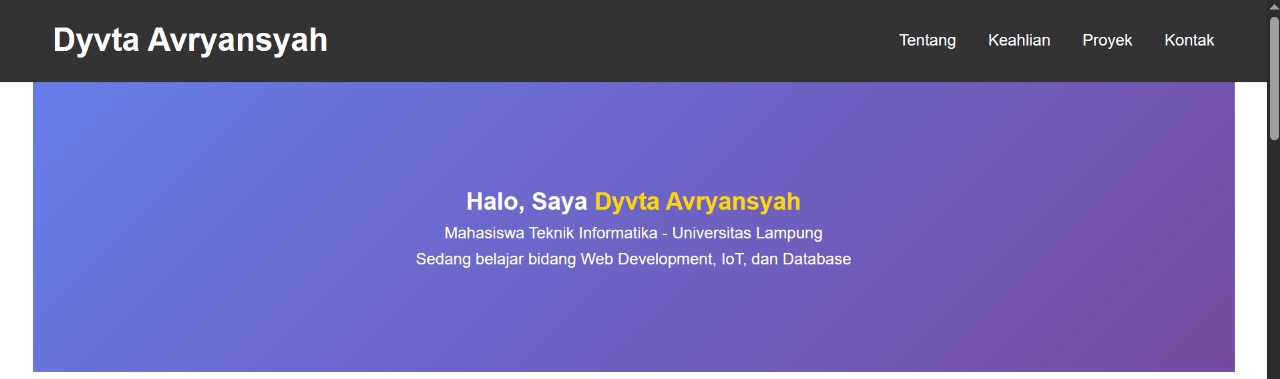 Dyvta Avryansyah
Tentang Keahlian Proyek Kontak
Halo, Saya Dyvta Avryansyah
Mahasiswa Teknik Informatika - Universitas Lampung
Sedang belajar bidang Web Development, IoT, dan Database